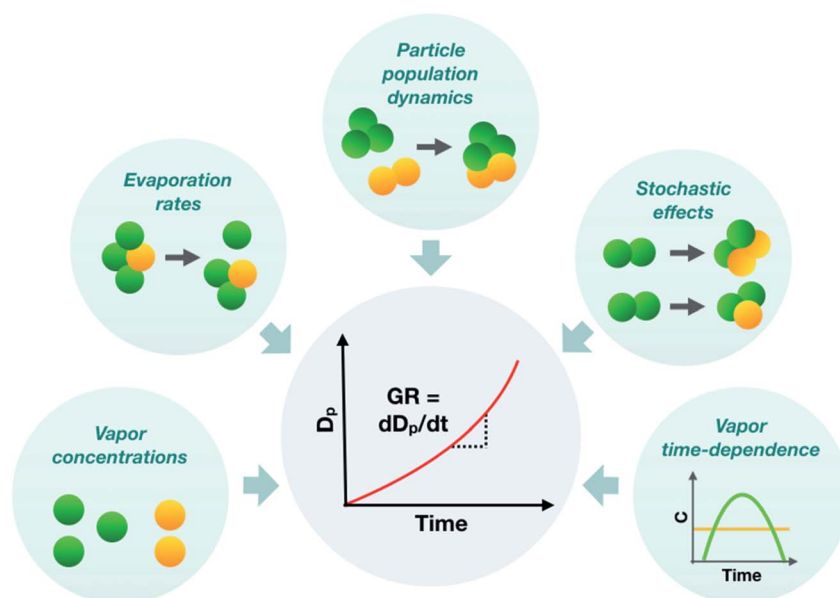 Particle
population
dynamics
Evaporation
rates
Stochastic
effects
Vapor
concentrations
Vapor
time-dependence
C
Time
GR =
dDₚ/dt
Dₚ
Time